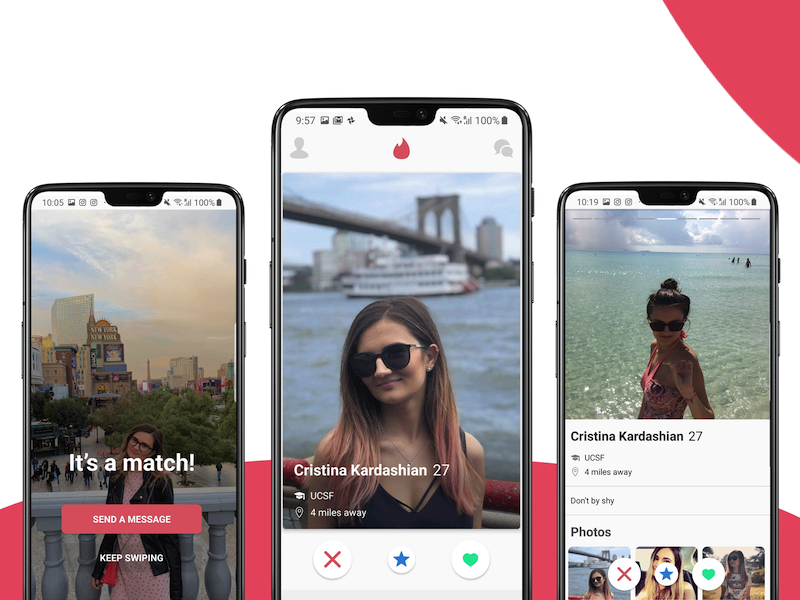 10:05
100%
NEW YORK
NEW YORK
It's a match!
SEND A MESSAGE
KEEP SWIPING
9:57
100%
Cristina Kardashian 27
UCSF
4 miles away
10:19
100%
Cristina Kardashian 27
UCSF
4 miles away
Don't by shy
Photos